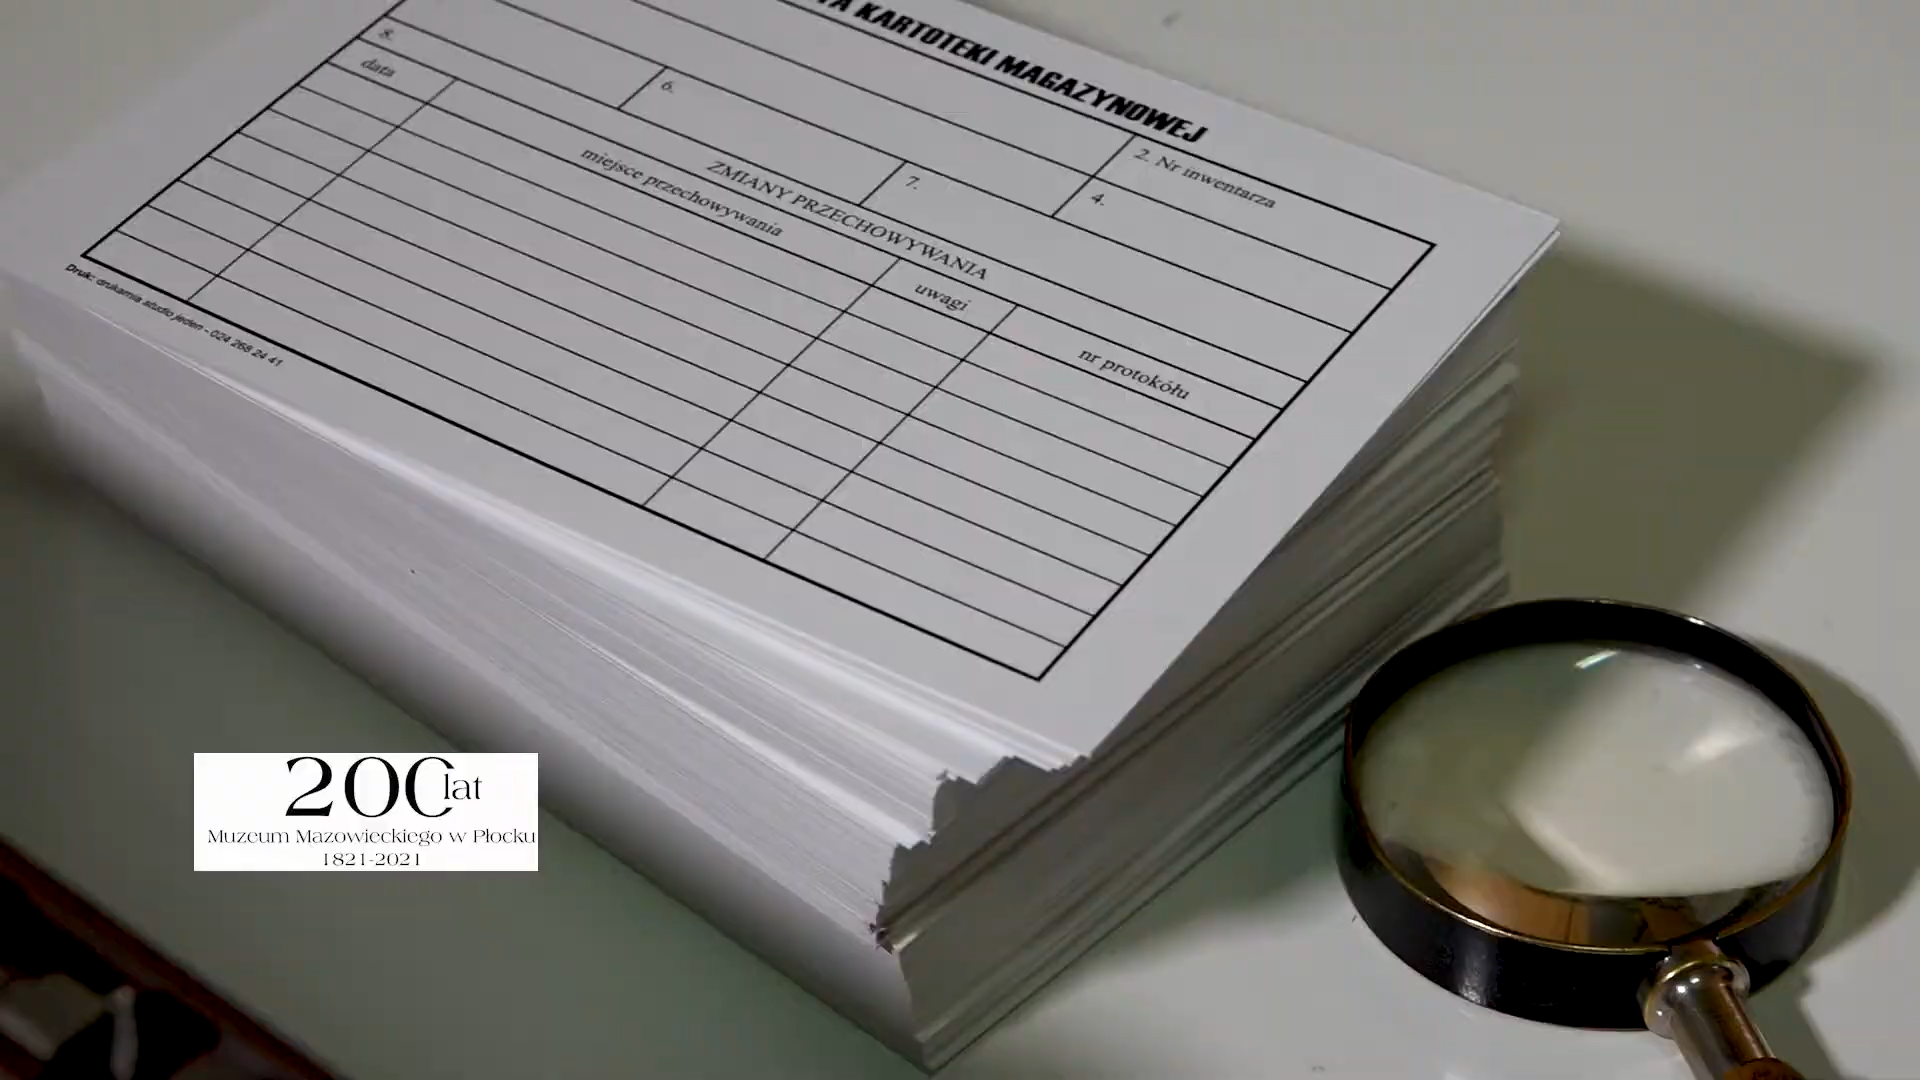 KARTOTEKI MAGAZYNOWEJ
2. Nr inwentarza
4.
8.
6.
7.
ZMIANY PRZECHOWYWANIA
data
miejsce przechowywania
uwagi
nr protokółu
Druk: drukarnia studio jeden - 024 268 24 41
200 lat
Muzeum Mazowieckiego w Płocku
1821-2021